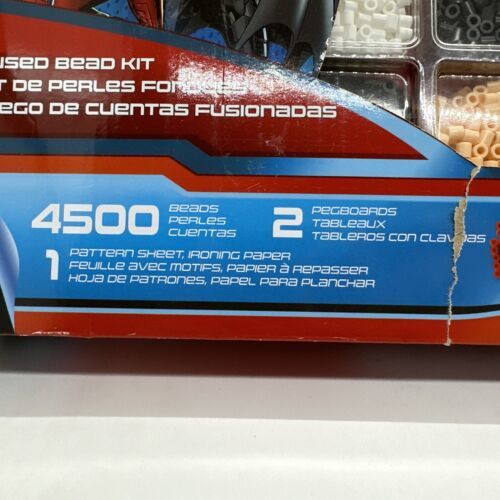 USED BEAD KIT
T DE PERLES FONDUES
EGO DE CUENTAS FUSIONADAS
4500 BEADS
PERLES
CUENTAS
2 PEGBOARDS
TABLEAUX
TABLEROS CON CLAVIJAS
1 PATTERN SHEET, IRONING PAPER
FEUILLE AVEC MOTIFS, PAPIER À REPASSER
HOJA DE PATRONES, PAPEL PARA PLANCHAR